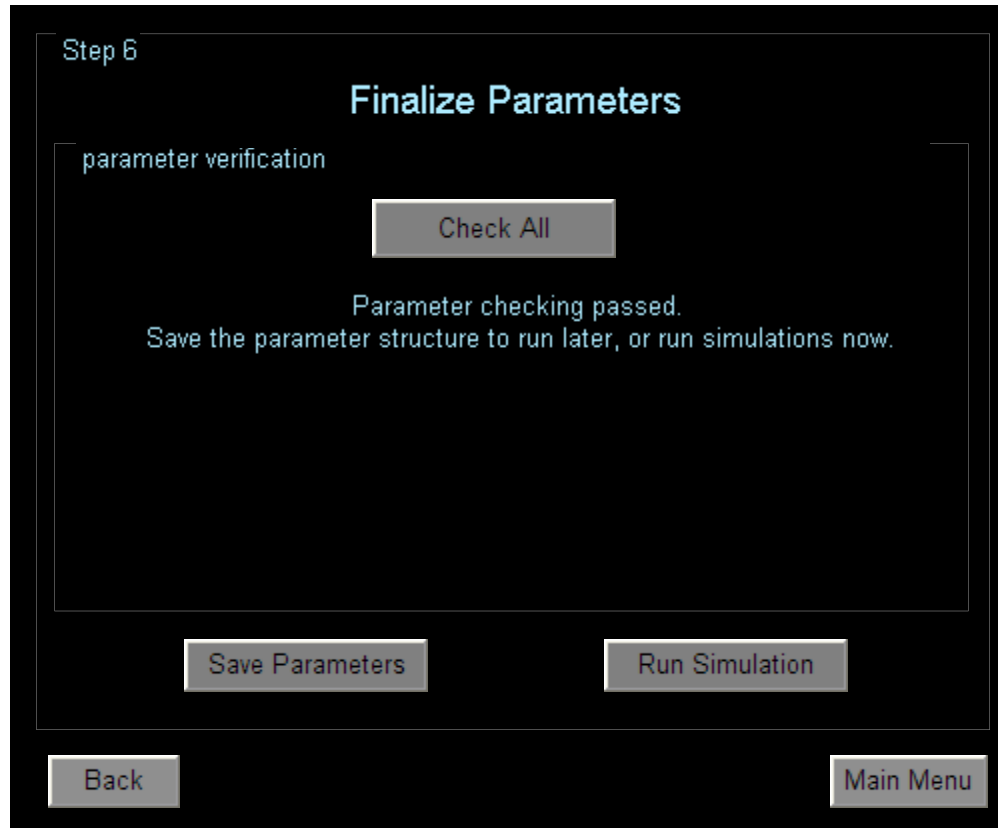 Step 6
Finalize Parameters
parameter verification
Check All
Parameter checking passed.
Save the parameter structure to run later, or run simulations now.
Save Parameters
Run Simulation
Back
Main Menu